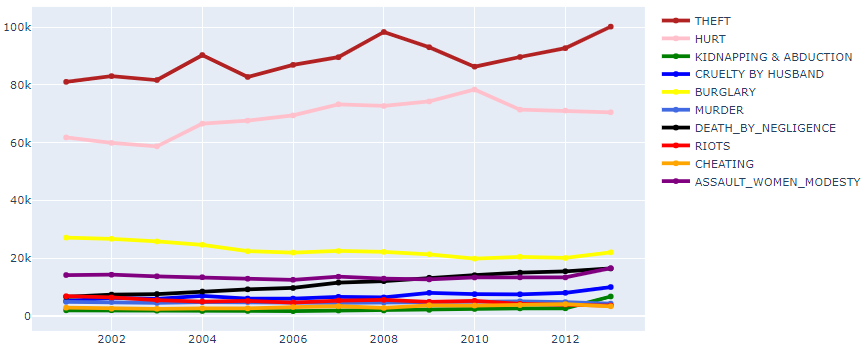 100k
80k
60k
40k
20k
0
2002 2004 2006 2008 2010 2012
THEFT
HURT
KIDNAPPING & ABDUCTION
CRUELTY BY HUSBAND
BURGLARY
MURDER
DEATH_BY_NEGLIGENCE
RIOTS
CHEATING
ASSAULT_WOMEN_MODESTY